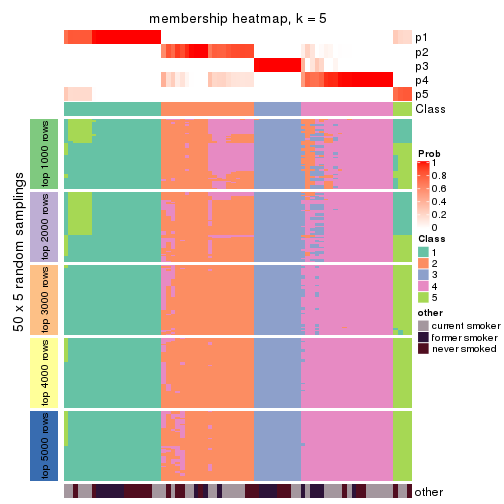 membership heatmap, k = 5
p1
p2
p3
p4
p5
Class
50 x 5 random samplings
top 1000 rows
top 2000 rows
top 3000 rows
top 4000 rows
top 5000 rows
other
Prob
1
0.8
0.6
0.4
0.2
0
Class
1
2
3
4
5
other
current smoker
former smoker
never smoked